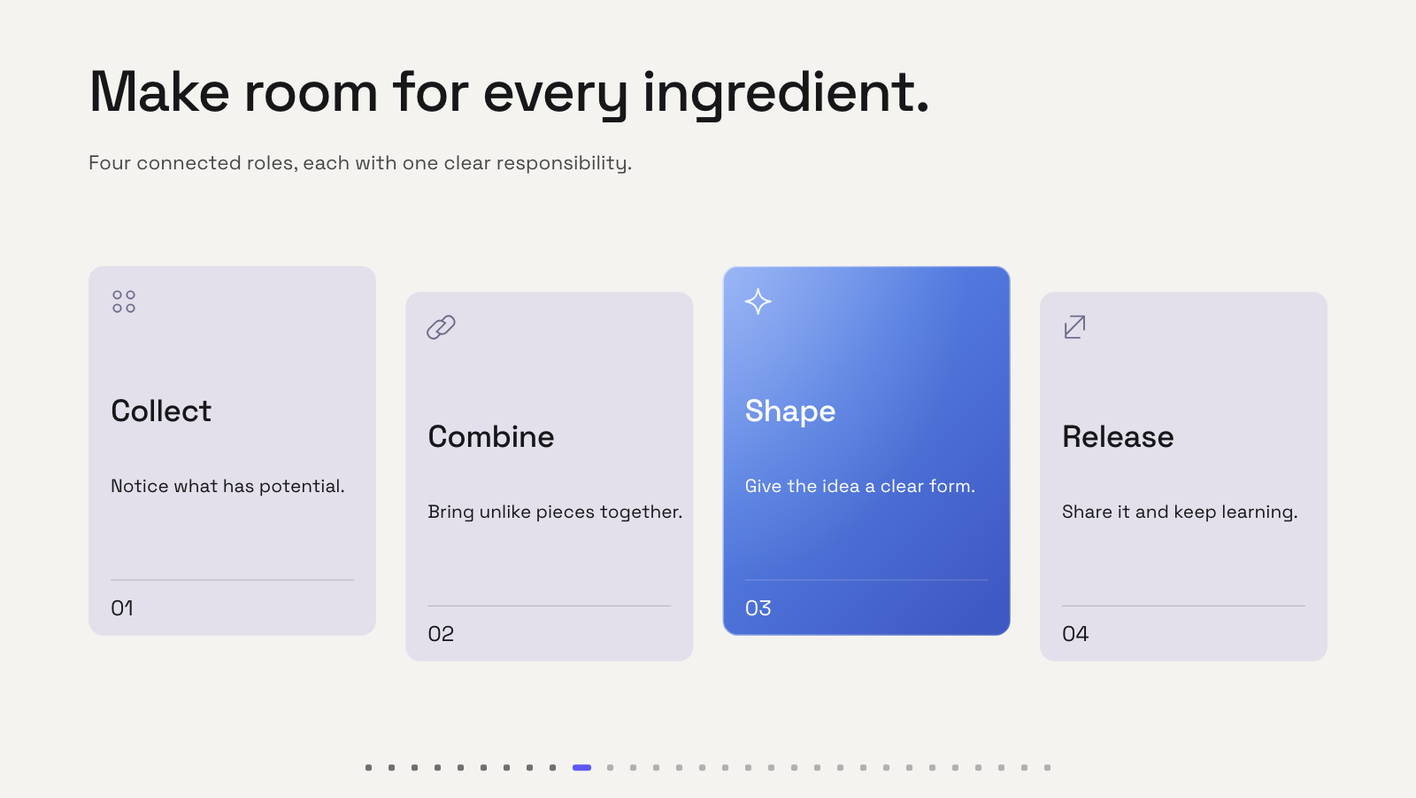 Make room for every ingredient.
Four connected roles, each with one clear responsibility.
Collect
Notice what has potential.
01
Combine
Bring unlike pieces together.
02
Shape
Give the idea a clear form.
03
Release
Share it and keep learning.
04